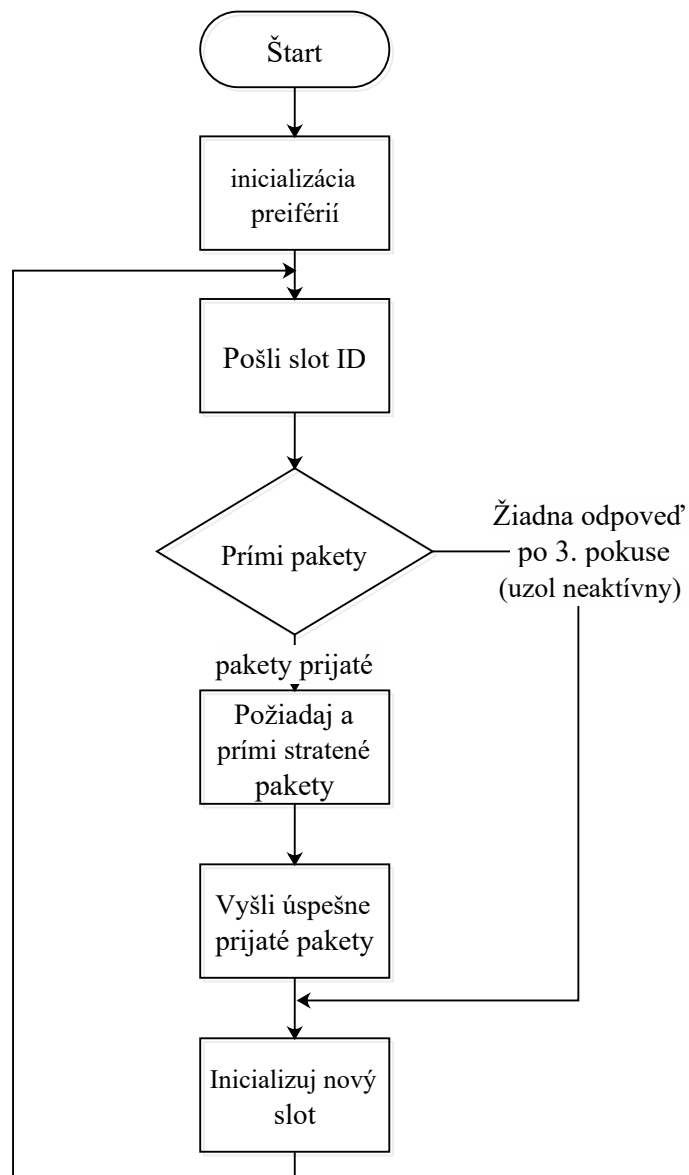 Štart
inicializácia
preiférií
Pošli slot ID
Prími pakety
Žiadna odpoveď
po 3. pokuse
(uzol neaktívny)
pakety prijaté
Požiadaj a
prími stratené
pakety
Vyšli úspešne
prijaté pakety
Inicializuj nový
slot